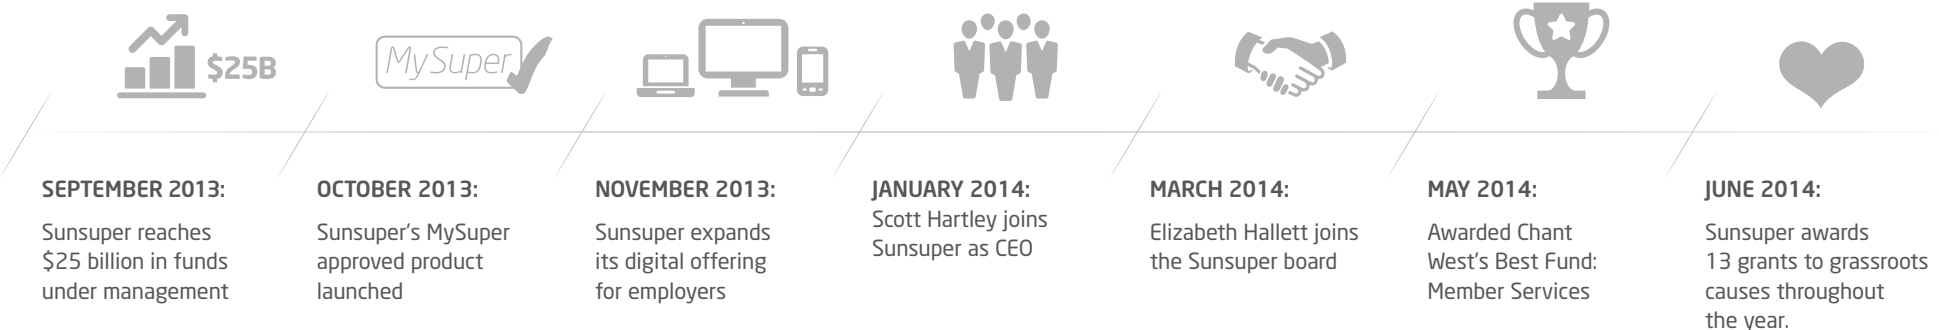 $25B
MySuper
SEPTEMBER 2013:
Sunsuper reaches
$25 billion in funds
under management
OCTOBER 2013:
Sunsuper's MySuper
approved product
launched
NOVEMBER 2013:
Sunsuper expands
its digital offering
for employers
JANUARY 2014:
Scott Hartley joins
Sunsuper as CEO
MARCH 2014:
Elizabeth Hallett joins
the Sunsuper board
MAY 2014:
Awarded Chant
West's Best Fund:
Member Services
JUNE 2014:
Sunsuper awards
13 grants to grassroots
causes throughout
the year.